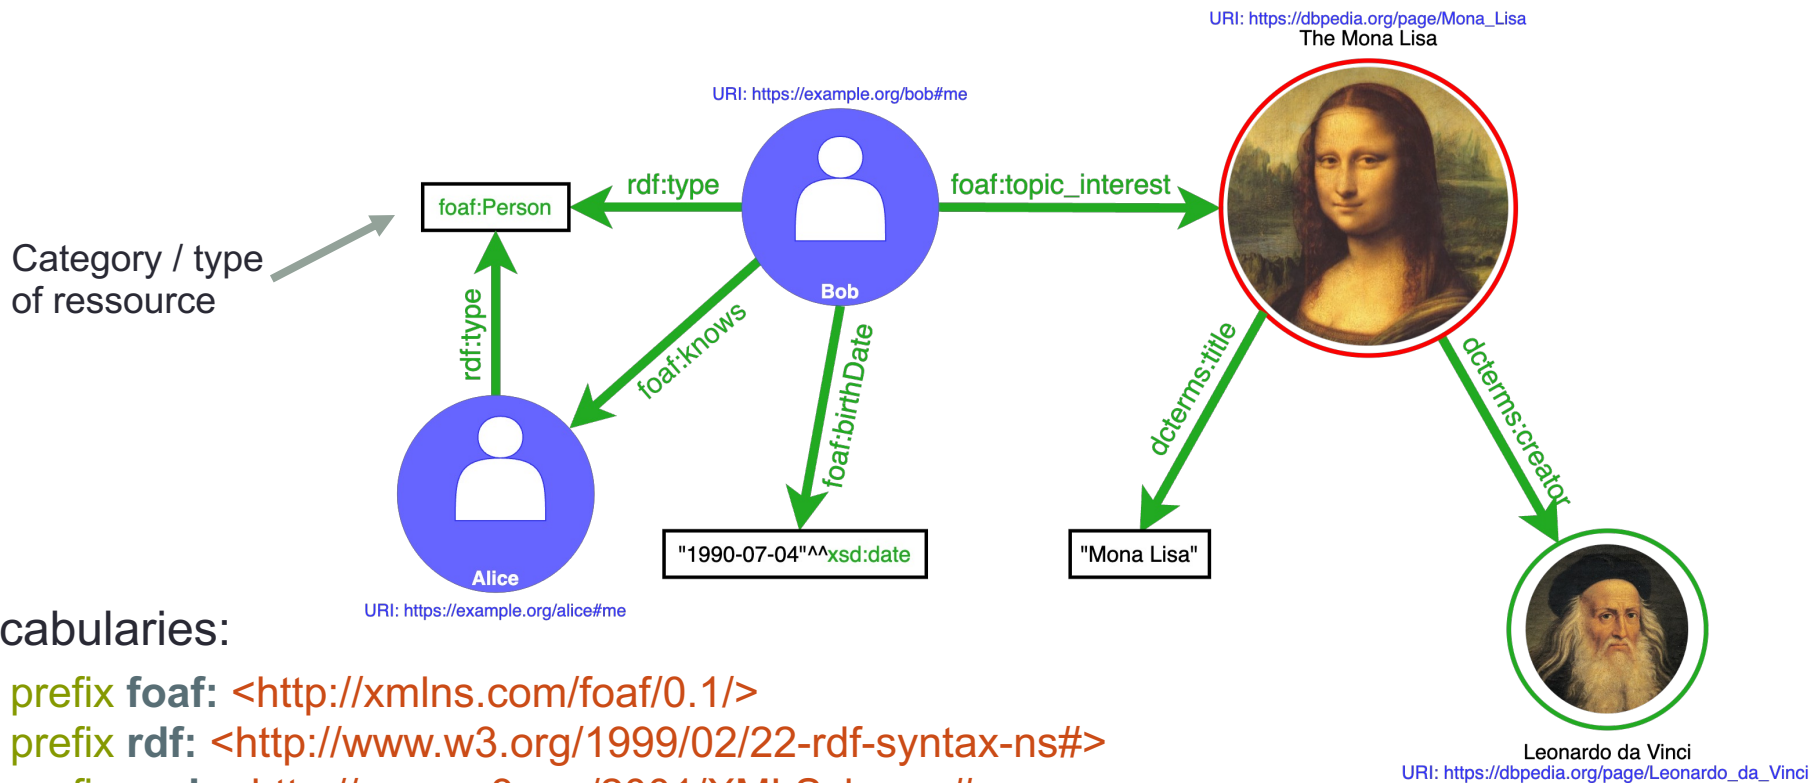 URI: https://dbpedia.org/page/Mona_Lisa
The Mona Lisa
URI: https://example.org/bob#me
rdf:type
foaf:topic_interest
foaf:Person
Category / type
of ressource
Bob
rdf:type
foaf:knows
foaf:birthDate
dcterms:title
dcterms:creator
"1990-07-04"^^xsd:date
"Mona Lisa"
Alice
URI: https://example.org/alice#me
cabularies:
prefix foaf: <http://xmlns.com/foaf/0.1/>
prefix rdf: <http://www.w3.org/1999/02/22-rdf-syntax-ns#>
Leonardo da Vinci
URI: https://dbpedia.org/page/Leonardo_da_Vinci